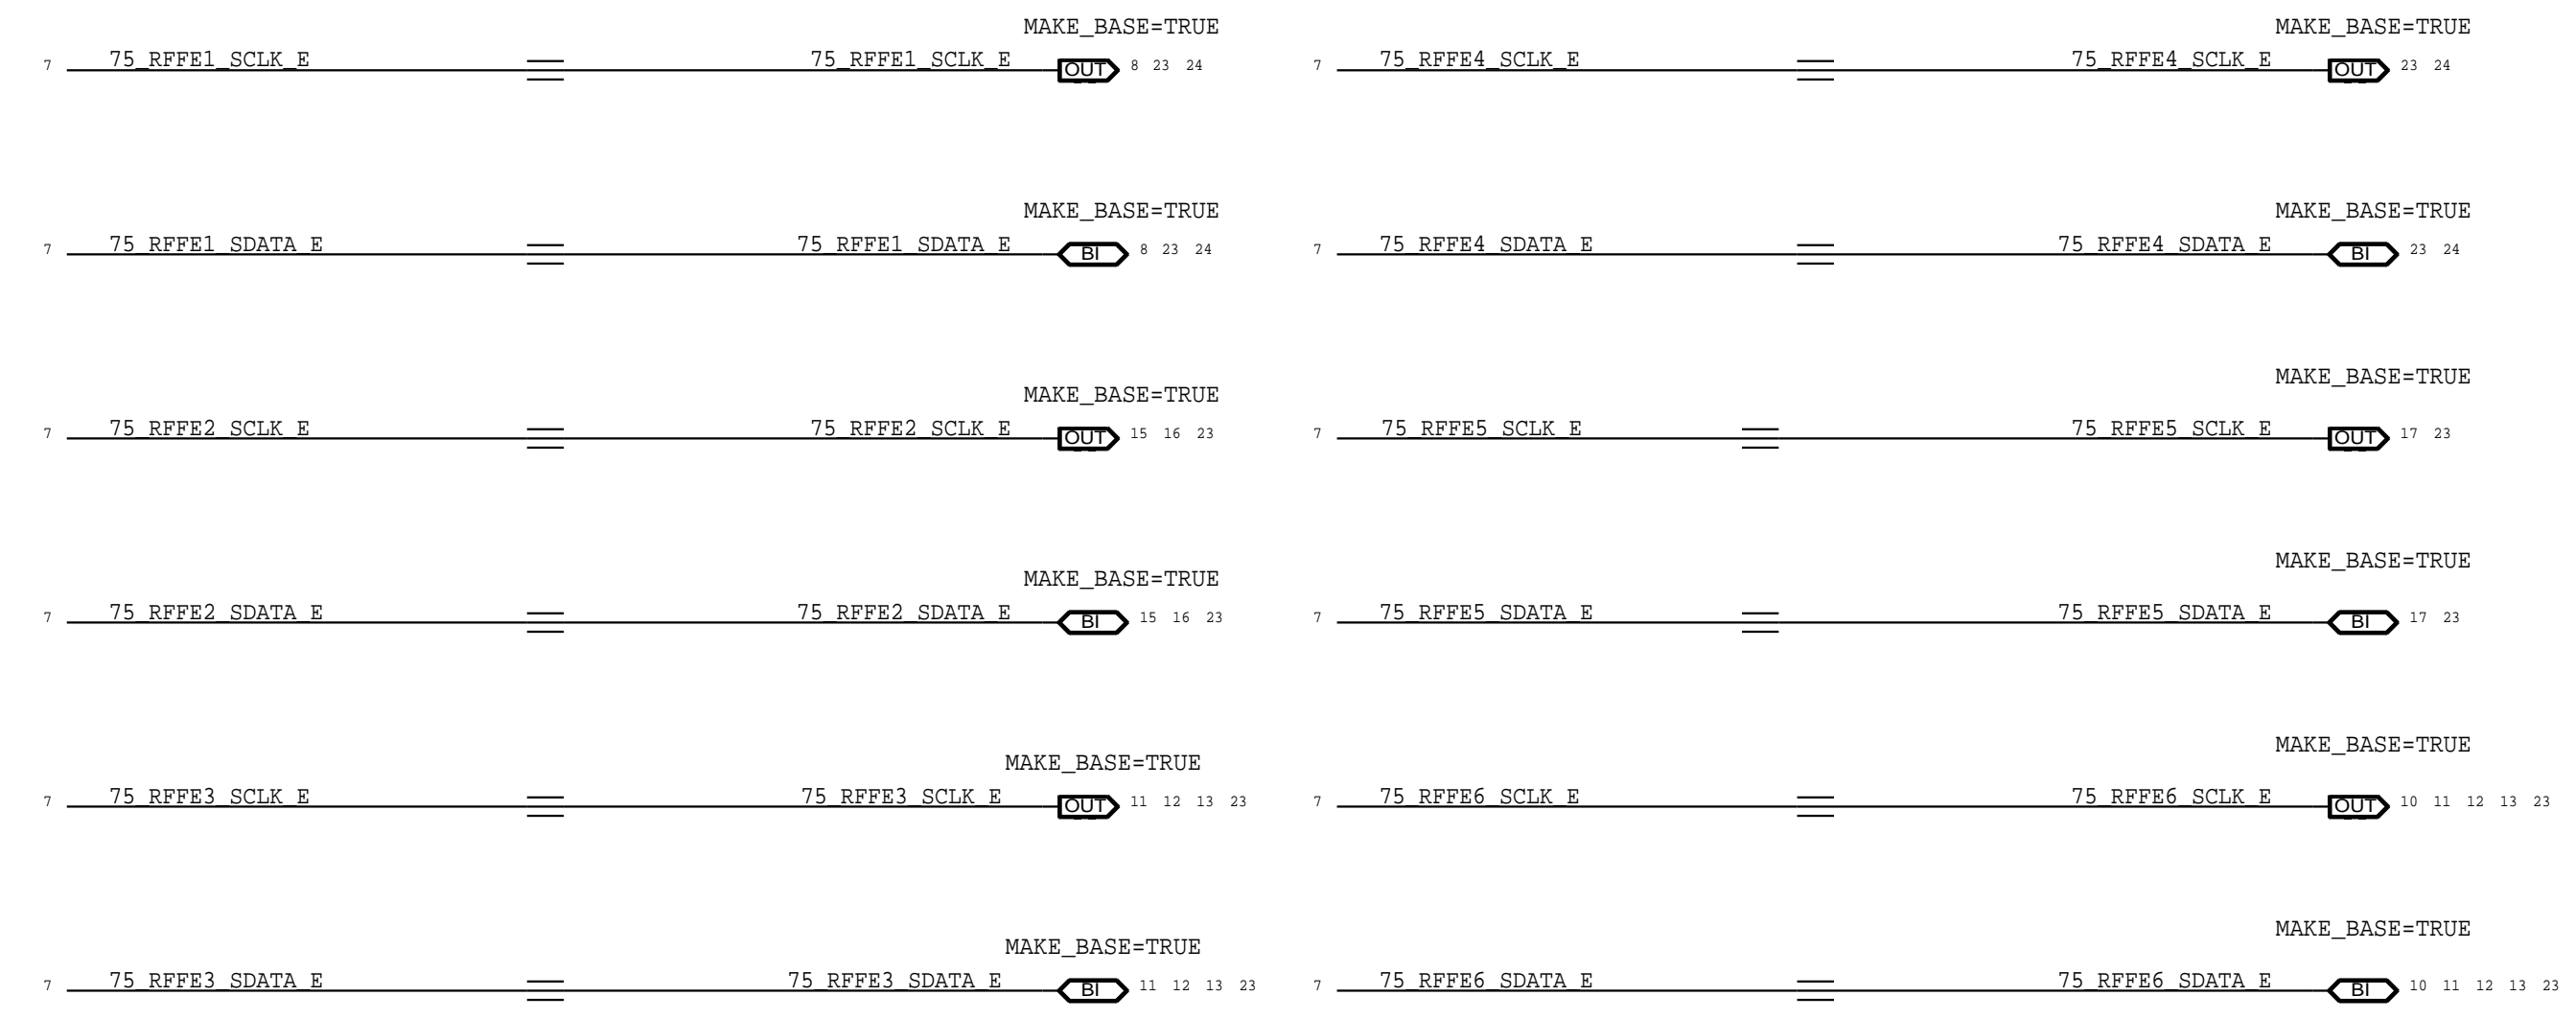 MAKE_BASE=TRUE MAKE_BASE=TRUE
7 75_RFFE1_SCLK_E 75_RFFE1_SCLK_E OUT 8 23 24 7 75_RFFE4_SCLK_E 75_RFFE4_SCLK_E OUT 23 24
MAKE_BASE=TRUE MAKE_BASE=TRUE
7 75_RFFE1_SDATA_E 75_RFFE1_SDATA_E BI 8 23 24 7 75_RFFE4_SDATA_E 75_RFFE4_SDATA_E BI 23 24
MAKE_BASE=TRUE MAKE_BASE=TRUE
7 75_RFFE2_SCLK_E 75_RFFE2_SCLK_E OUT 15 16 23 7 75_RFFE5_SCLK_E 75_RFFE5_SCLK_E OUT 17 23
MAKE_BASE=TRUE MAKE_BASE=TRUE
7 75_RFFE2_SDATA_E 75_RFFE2_SDATA_E BI 15 16 23 7 75_RFFE5_SDATA_E 75_RFFE5_SDATA_E BI 17 23
MAKE_BASE=TRUE MAKE_BASE=TRUE
7 75_RFFE3_SCLK_E 75_RFFE3_SCLK_E OUT 11 12 13 23 7 75_RFFE6_SCLK_E 75_RFFE6_SCLK_E OUT 10 11 12 13 23
MAKE_BASE=TRUE MAKE_BASE=TRUE
7 75_RFFE3_SDATA_E 75_RFFE3_SDATA_E BI 11 12 13 23 7 75_RFFE6_SDATA_E 75_RFFE6_SDATA_E BI 10 11 12 13 23